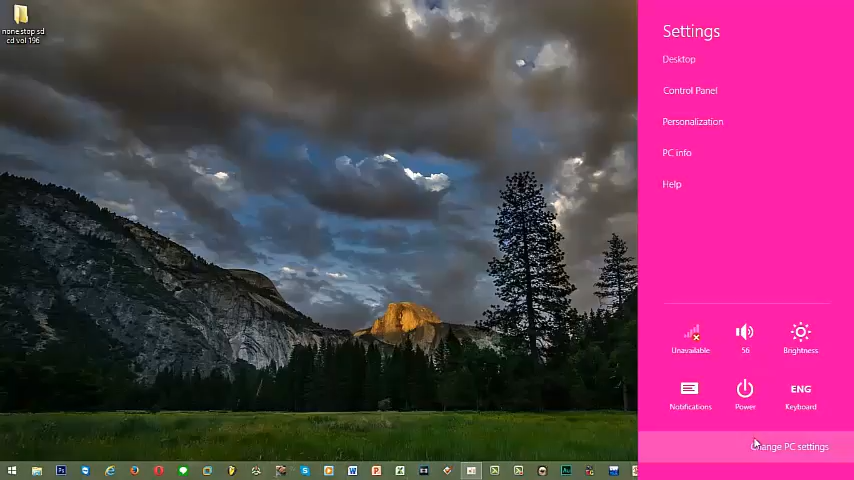 none stop sd
cd vol 196
Settings
Desktop
Control Panel
Personalization
PC info
Help
Unavailable
56
Brightness
Notifications
Power
ENG
Keyboard
Change PC settings